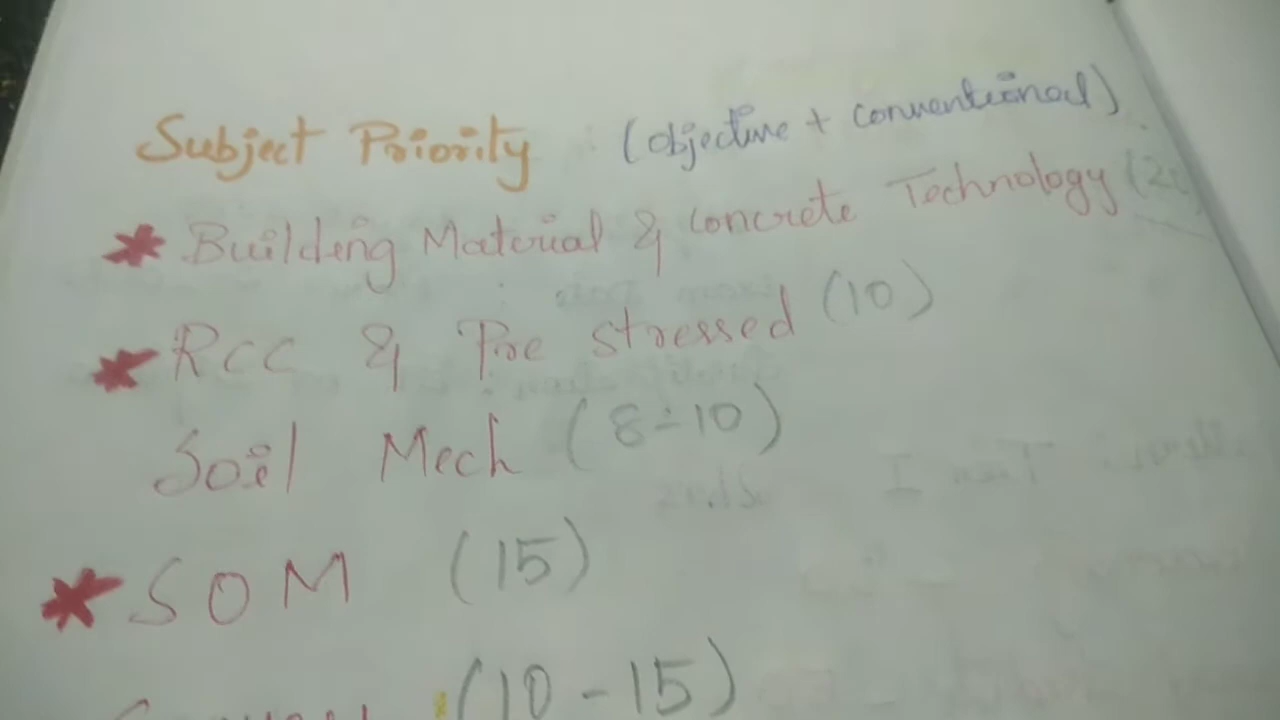 Subject Priority (objective + conventional)
* Building Material & concrete Technology
* RCC & Pre stressed (10)
Soil Mech (8-10)
* SOM (15)
(10-15)